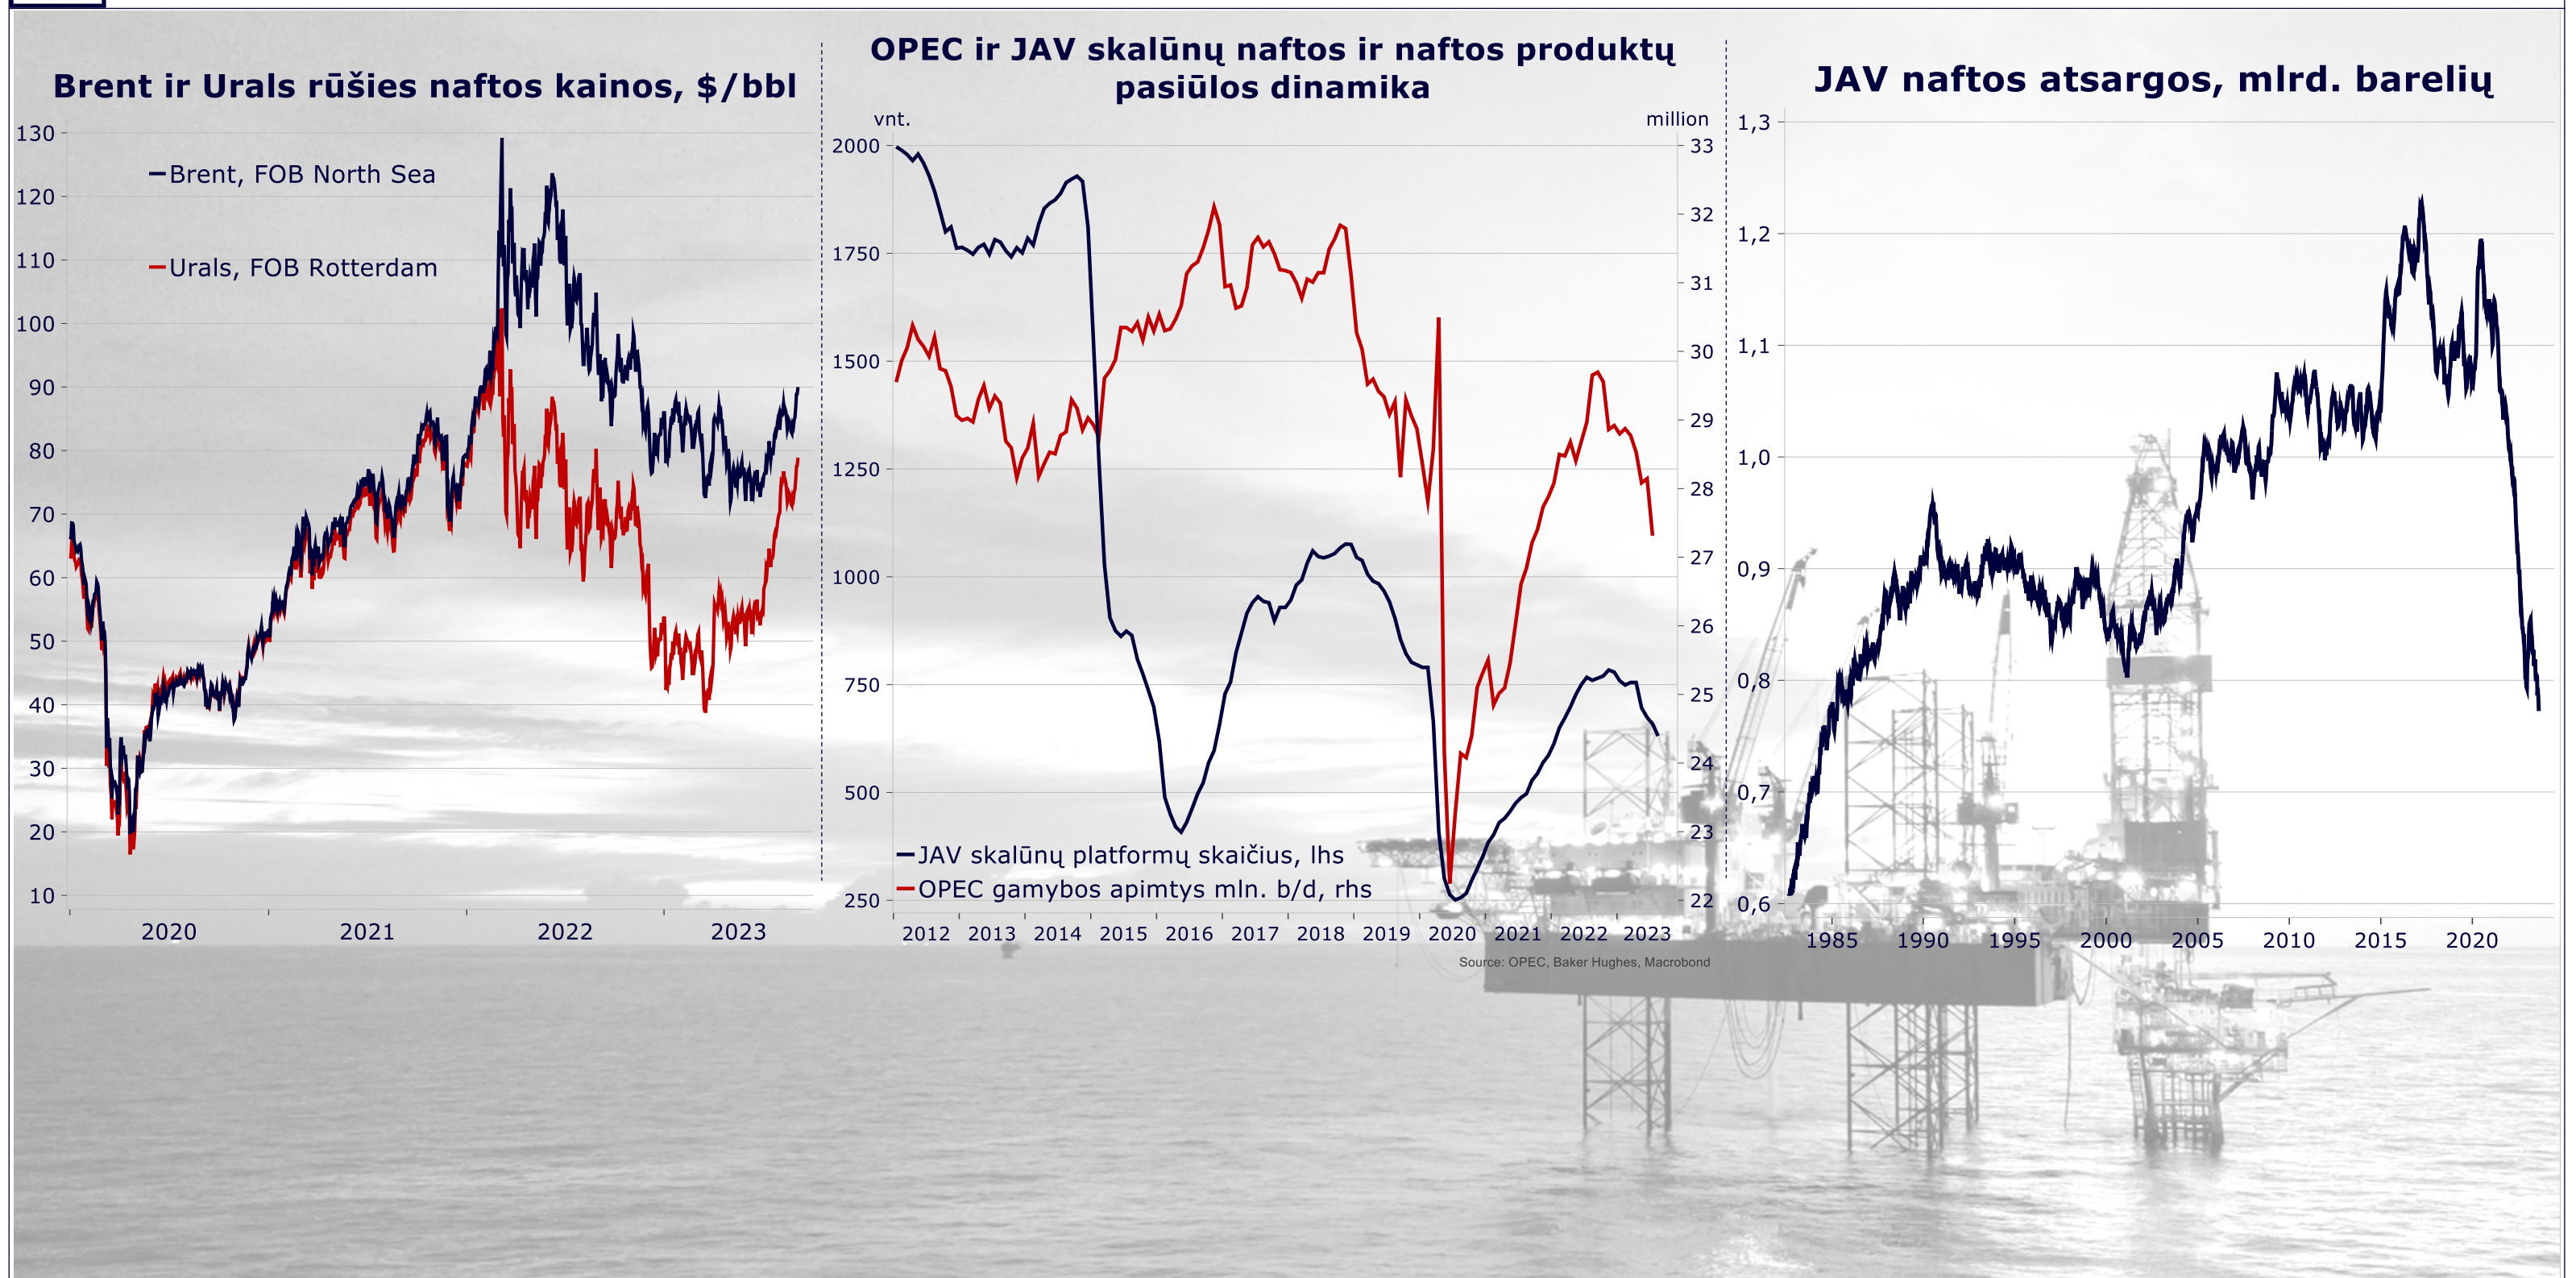 Brent ir Urals rūšies naftos kainos, $/bbl
130
120
110
100
90
80
70
60
50
40
30
20
10
Brent, FOB North Sea
Urals, FOB Rotterdam
2020 2021 2022 2023
OPEC ir JAV skalūnų naftos ir naftos produktų
pasiūlos dinamika
vnt. million
2000 33
32
1750
31
1500 30
29
1250
28
1000 27
26
750 25
24
500
23
250 22
JAV skalūnų platformų skaičius, lhs
OPEC gamybos apimtys mln. b/d, rhs
2012 2013 2014 2015 2016 2017 2018 2019 2020 2021 2022 2023
Source: OPEC, Baker Hughes, Macrobond
JAV naftos atsargos, mlrd. barelių
1,3
1,2
1,1
1,0
0,9
0,8
0,7
0,6
1985 1990 1995 2000 2005 2010 2015 2020